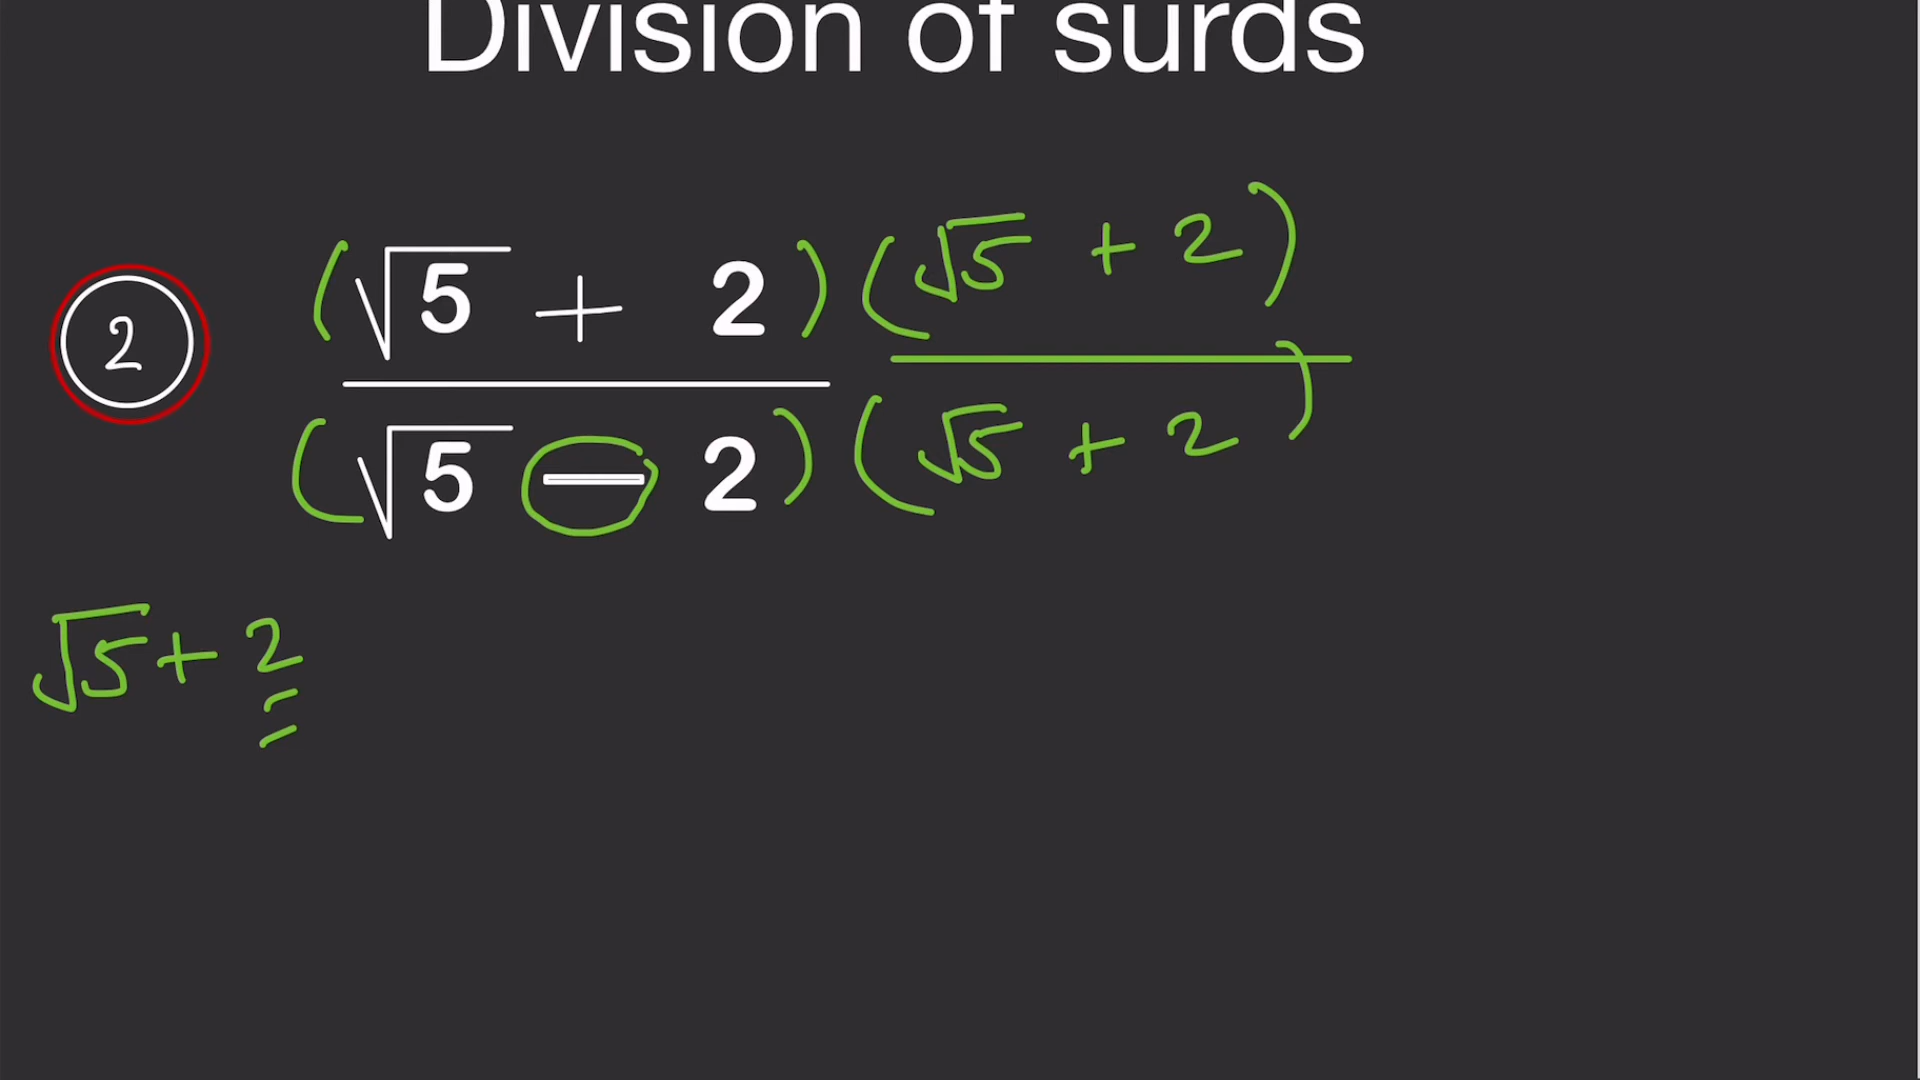 Division of surds
2
(√5 + 2)(√5 + 2)
(√5 − 2)(√5 + 2)
√5 + 2